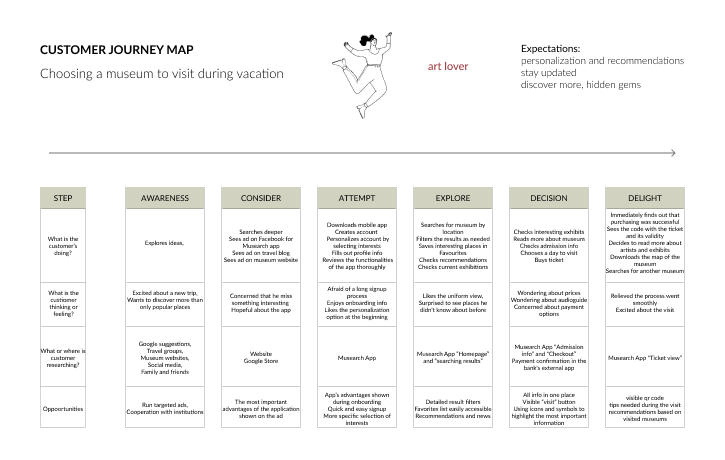 CUSTOMER JOURNEY MAP
Choosing a museum to visit during vacation
art lover
Expectations:
personalization and recommendations
stay updated
discover more, hidden gems
STEP
AWARENESS
CONSIDER
ATTEMPT
EXPLORE
DECISION
DELIGHT
What is the
customer's
doing?
Explores ideas,
Searches deeper
Sees ad on Facebook for
Musearch app
Sees ad on travel blog
Sees ad on museum website
Downloads mobile app
Creates account
Personalizes account by
selecting interests
Fills out profile info
Reviews the functionalities
of the app thoroughly
Searches for museum by
location
Filters the results as needed
Saves interesting places in
Favourites
Checks recommendations
Checks current exhibitions
Checks interesting exhibits
Reads more about museum
Checks admission info
Chooses a day to visit
Buys ticket
Immediately finds out that
purchasing was successful
Sees the code with the ticket
and its validity
Decides to read more about
artists and exhibits
Downloads the map of the
museum
Searches for another museum
What is the
customer
thinking or
feeling?
Excited about a new trip,
Wants to discover more than
only popular places
Concerned that he miss
something interesting
Hopeful about the app
Afraid of a long signup
process
Enjoys onboarding info
Likes the personalization
option at the beginning
Likes the uniform view,
Surprised to see places he
didn't know about before
Wondering about prices
Wondering about audioguide
Concerned about payment
options
Relieved the process went
smoothly
Excited about the visit
What or where is
customer
researching?
Google suggestions,
Travel groups,
Museum websites,
Social media,
Family and friends
Website
Google Store
Musearch App
Musearch App "Homepage"
and "searching results"
Musearch App "Admission
info" and "Checkout"
Payment confirmation in the
bank's external app
Musearch App "Ticket view"
Oppoortunities
Run targeted ads,
Cooperation with institutions
The most important
advantages of the application
shown on the ad
App's advantages shown
during onboarding
Quick and easy signup
More specific selection of
interests
Detailed result filters
Favorites list easily accessible
Recommendations and news
All info in one place
Visible "visit" button
Using icons and symbols to
highlight the most important
information
visible qr code
tips needed during the visit
recommendations based on
visited museums